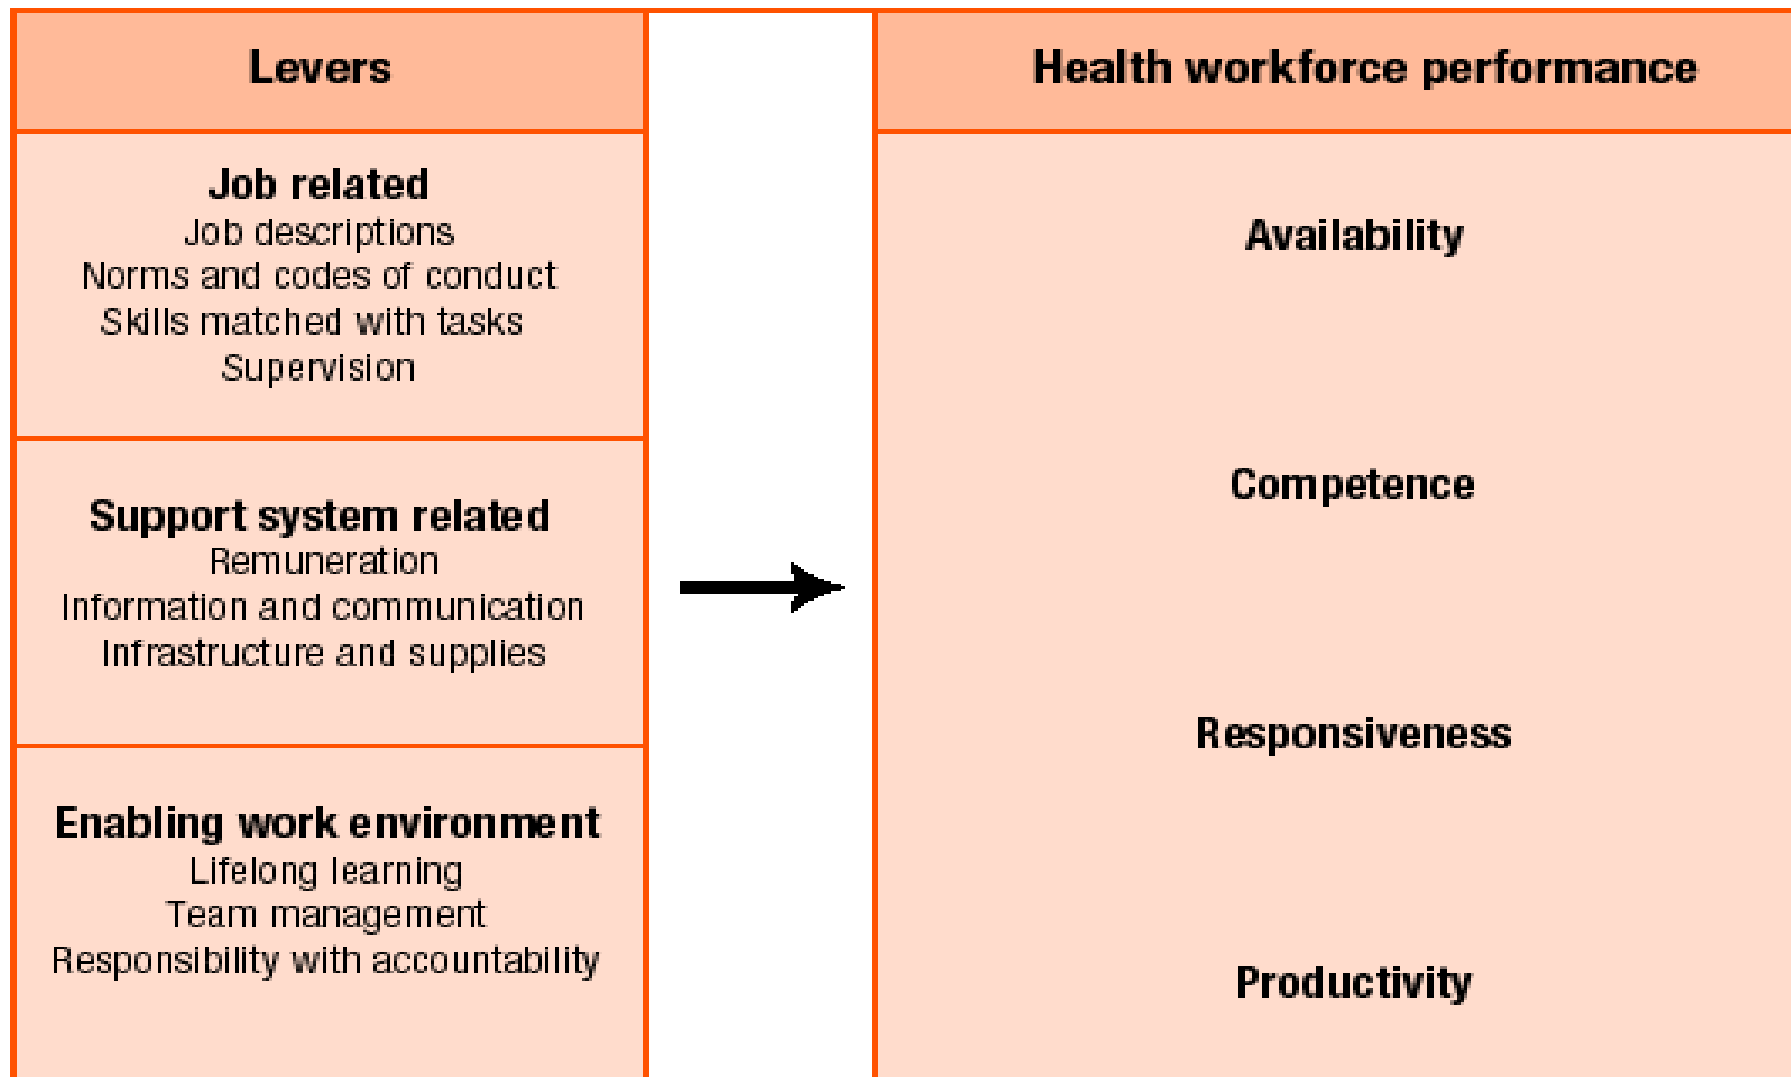 Levers
Job related
Job descriptions
Norms and codes of conduct
Skills matched with tasks
Supervision
Support system related
Remuneration
Information and communication
Infrastructure and supplies
Enabling work environment
Lifelong learning
Team management
Responsibility with accountability
Health workforce performance
Availability
Competence
Responsiveness
Productivity